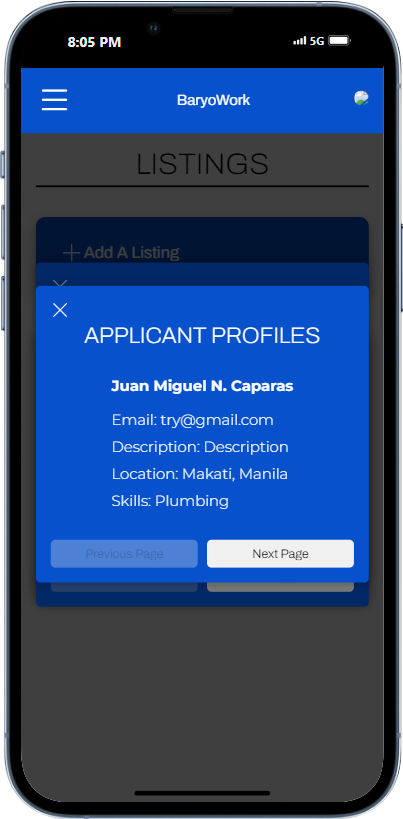 8:05 PM
5G
BaryoWork
LISTINGS
Add A Listing
APPLICANT PROFILES
Juan Miguel N. Caparas
Email: try@gmail.com
Description: Description
Location: Makati, Manila
Skills: Plumbing
Previous Page
Next Page